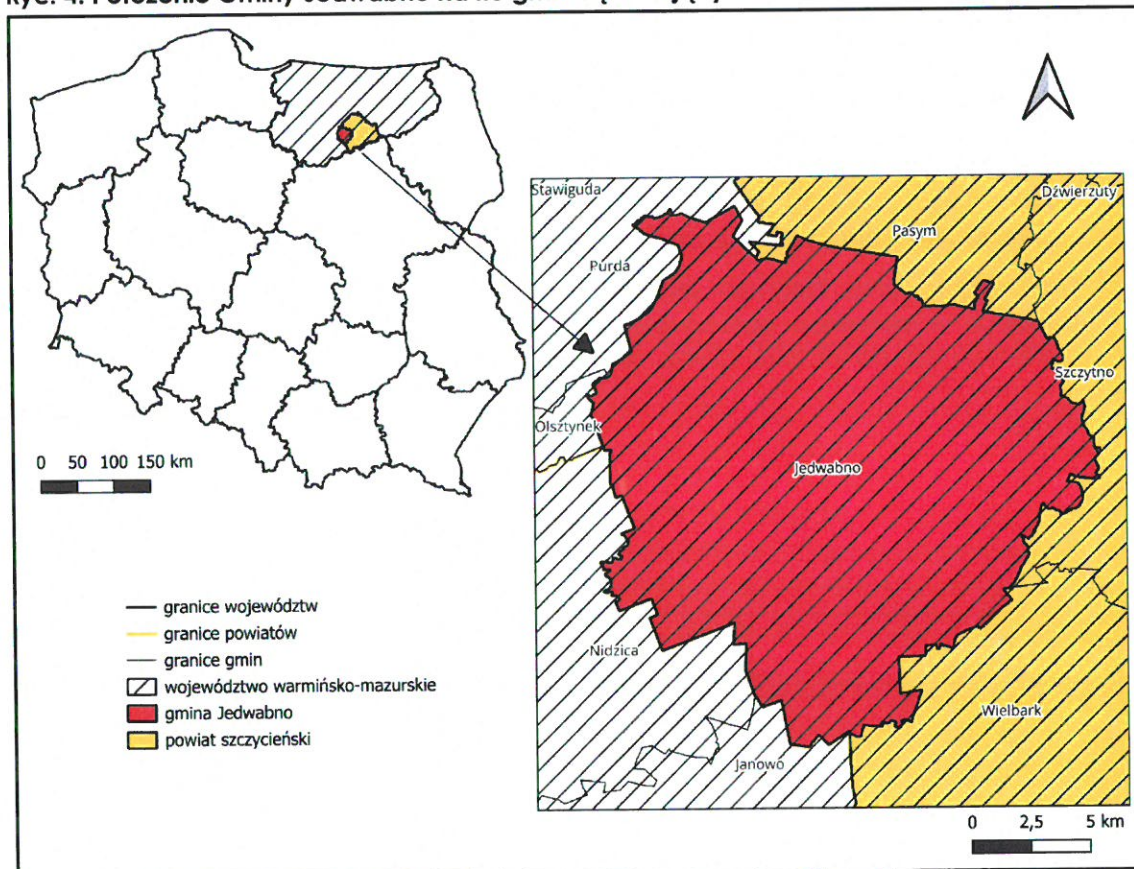 Stawiguda
Dźwierzuty
Pasym
Purda
Szczytno
Olsztynek
Jedwabno
0 50 100 150 km
granice województw
granice powiatów
granice gmin
województwo warmińsko-mazurskie
gmina Jedwabno
powiat szczycieński
Nidzica
Wielbark
Janowo
0 2,5 5 km